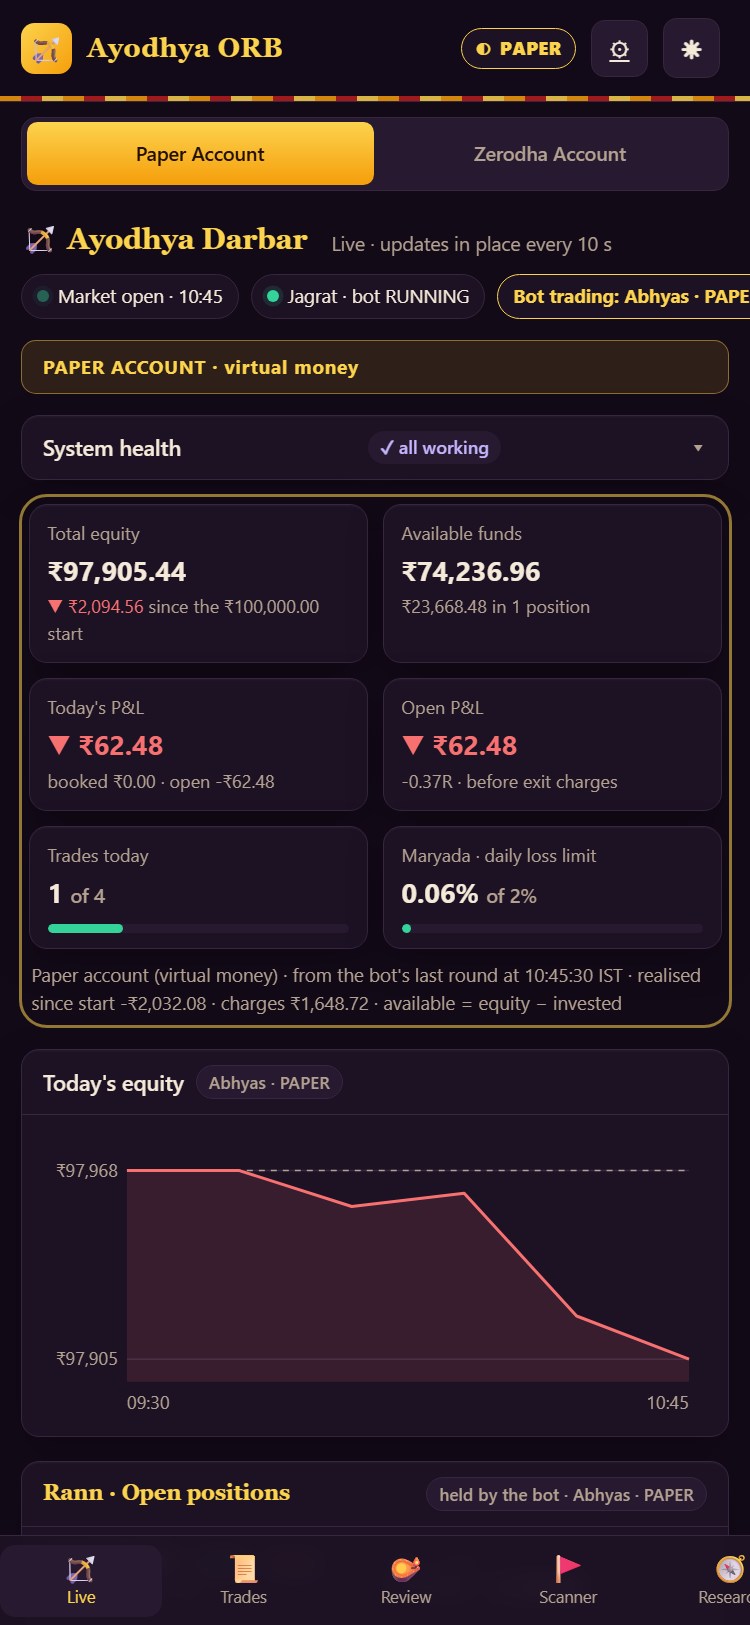 Ayodhya ORB
PAPER
Paper Account
Zerodha Account
Ayodhya Darbar
Live · updates in place every 10 s
Market open · 10:45
Jagrat · bot RUNNING
Bot trading: Abhyas · PAPE
PAPER ACCOUNT · virtual money
System health
✓ all working
Total equity
₹97,905.44
▼ ₹2,094.56 since the ₹100,000.00
start
Available funds
₹74,236.96
₹23,668.48 in 1 position
Today's P&L
▼ ₹62.48
booked ₹0.00 · open -₹62.48
Open P&L
▼ ₹62.48
-0.37R · before exit charges
Trades today
1 of 4
Maryada · daily loss limit
0.06% of 2%
Paper account (virtual money) · from the bot's last round at 10:45:30 IST · realised
since start -₹2,032.08 · charges ₹1,648.72 · available = equity − invested
Today's equity
Abhyas · PAPER
₹97,968
₹97,905
09:30
10:45
Rann · Open positions
held by the bot · Abhyas · PAPER
Live
Trades
Review
Scanner
Researc